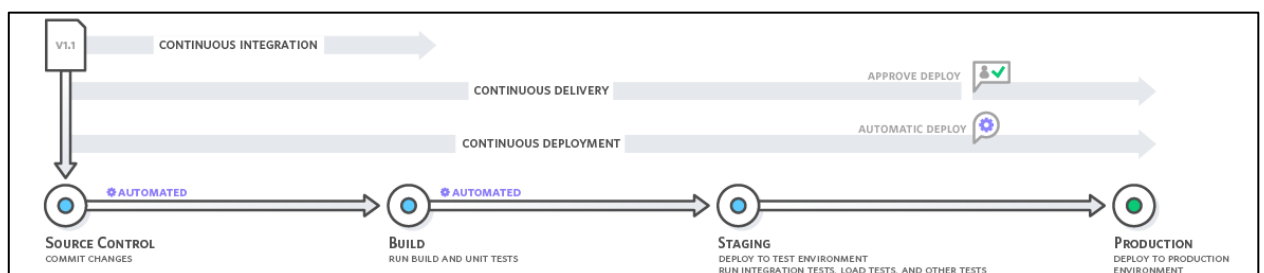 V1.1
CONTINUOUS INTEGRATION
APPROVE DEPLOY
CONTINUOUS DELIVERY
AUTOMATIC DEPLOY
CONTINUOUS DEPLOYMENT
AUTOMATED
AUTOMATED
SOURCE CONTROL
COMMIT CHANGES
BUILD
RUN BUILD AND UNIT TESTS
STAGING
DEPLOY TO TEST ENVIRONMENT
RUN INTEGRATION TESTS, LOAD TESTS, AND OTHER TESTS
PRODUCTION
DEPLOY TO PRODUCTION
ENVIRONMENT